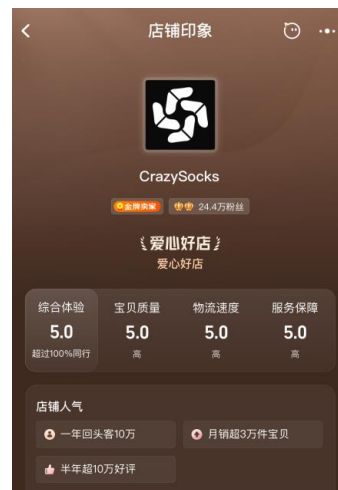 店铺印象
CrazySocks
金牌卖家 24.4万粉丝
爱心好店
爱心好店
综合体验 宝贝质量 物流速度 服务保障
5.0 5.0 5.0 5.0
超过100%同行 高 高 高
店铺人气
一年回头客10万 月销超3万件宝贝
半年超10万好评